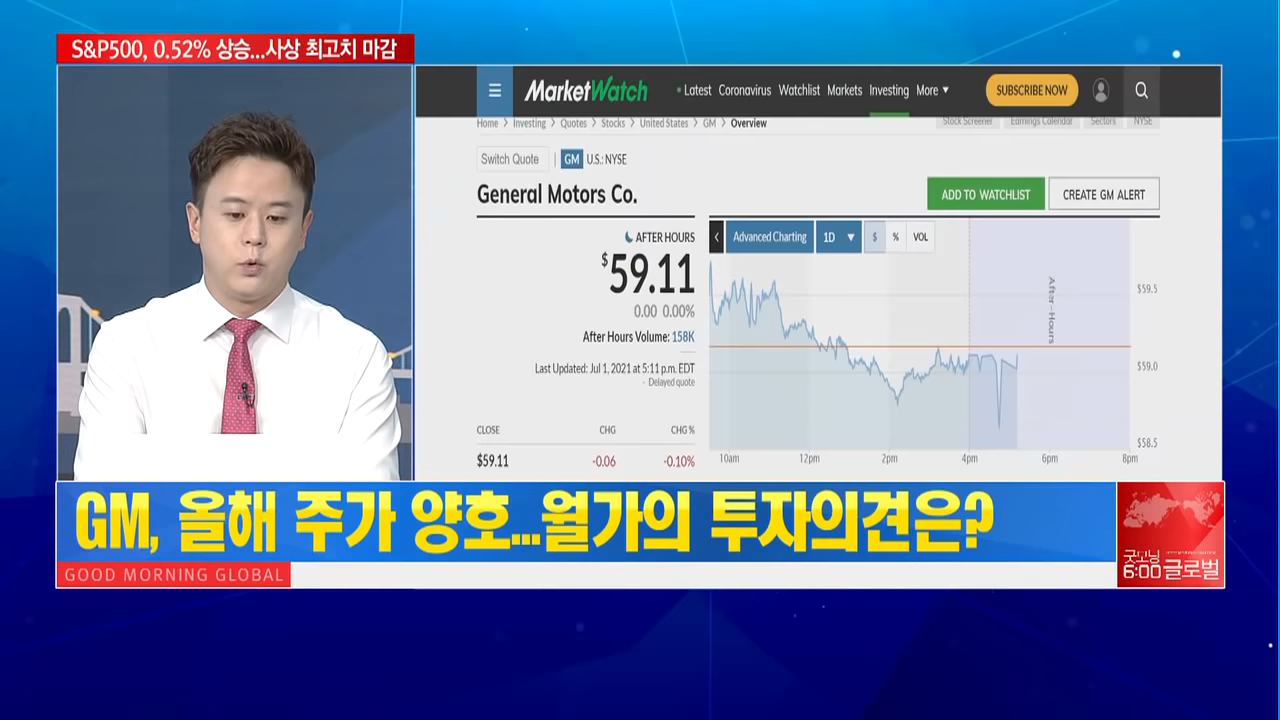 S&P500, 0.52% 상승...사상 최고치 마감
MarketWatch
Latest Coronavirus Watchlist Markets Investing More
SUBSCRIBE NOW
Home > Investing > Quotes > Stocks > United States > GM > Overview
Stock Screener Earnings Calendar Sectors NYSE
Switch Quote | GM U.S.: NYSE
General Motors Co.
ADD TO WATCHLIST
CREATE GM ALERT
AFTER HOURS
$59.11
0.00 0.00%
After Hours Volume: 158K
Last Updated: Jul 1, 2021 at 5:11 p.m. EDT
- Delayed quote
CLOSE CHG CHG %
$59.11 -0.06 -0.10%
Advanced Charting 1D $ % VOL
After-Hours
$59.5
$59.0
$58.5
10am 12pm 2pm 4pm 6pm 8pm
GM, 올해 주가 양호...월가의 투자의견은?
GOOD MORNING GLOBAL
굿모닝
6:00 글로벌